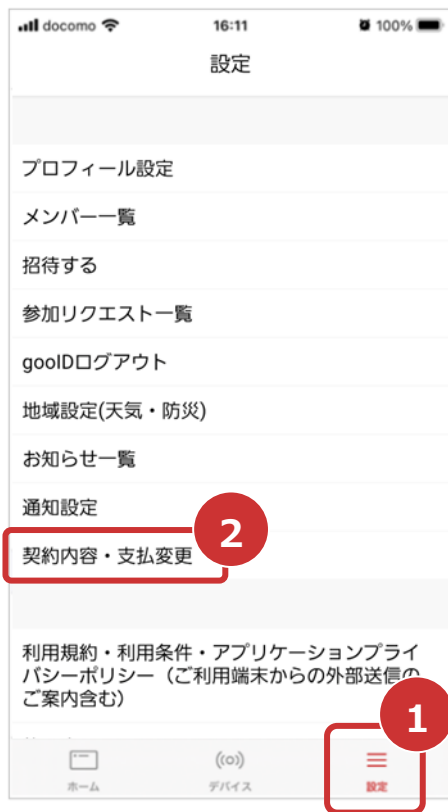 docomo 16:11 100%
設定
プロフィール設定
メンバー一覧
招待する
参加リクエスト一覧
gooIDログアウト
地域設定(天気・防災)
お知らせ一覧
通知設定
2
契約内容・支払変更
利用規約・利用条件・アプリケーションプライ
バシーポリシー（ご利用端末からの外部送信の
ご案内含む）
1
ホーム デバイス 設定